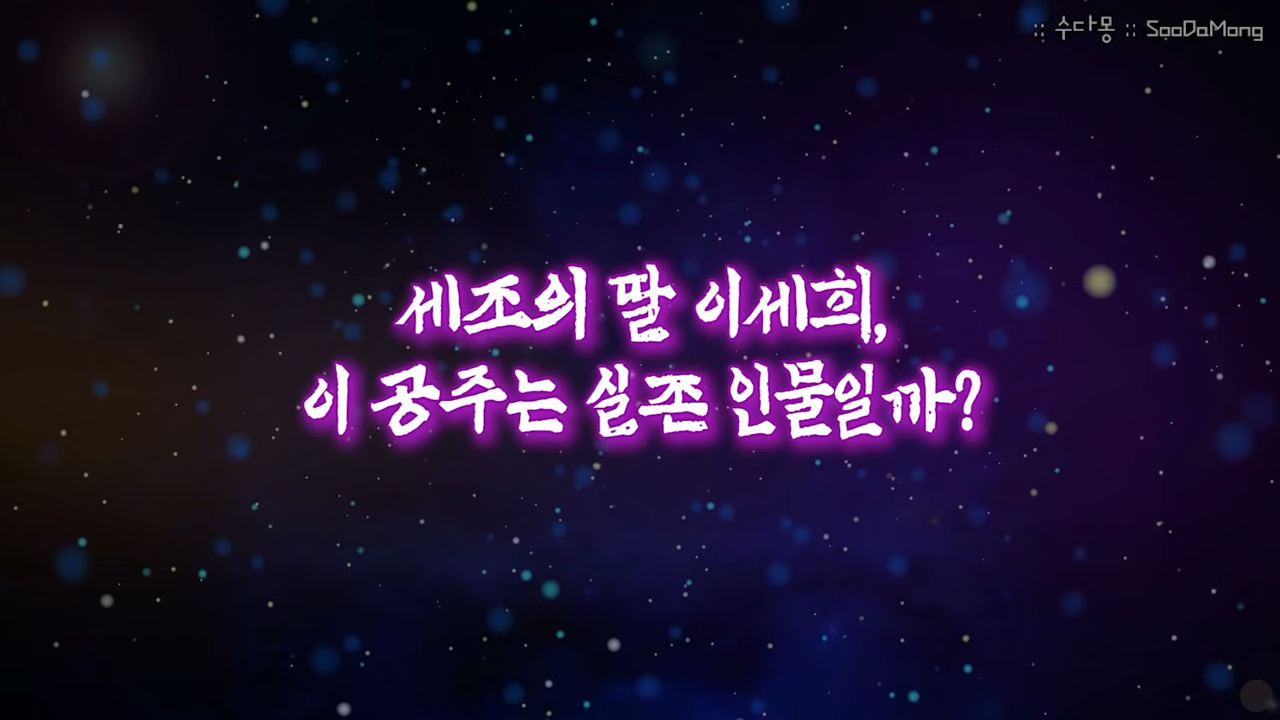 :: 수다몽 :: SooDaMong
세조의 딸 이세희,
이 공주는 실존 인물일까?